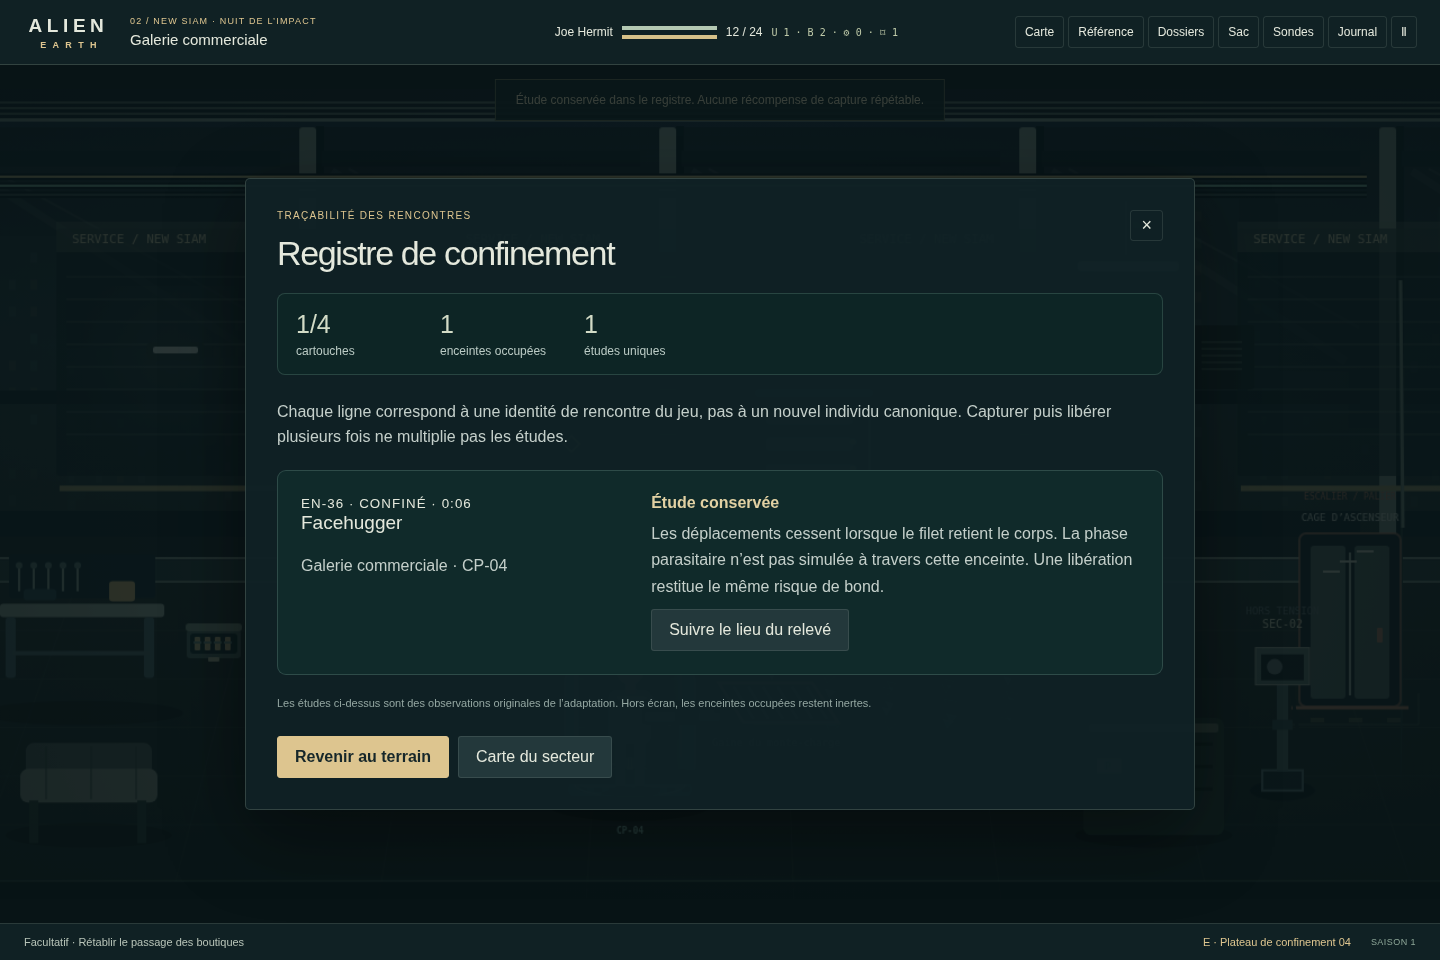 ALIEN
EARTH
02 / NEW SIAM · NUIT DE L'IMPACT
Galerie commerciale
Joe Hermit
12 / 24
U 1 · B 2 · ⚙ 0 · ⌑ 1
Carte
Référence
Dossiers
Sac
Sondes
Journal
Ⅱ
Étude conservée dans le registre. Aucune récompense de capture répétable.
SERVICE / NEW SIAM
SERVICE / NEW SIAM
TRAÇABILITÉ DES RENCONTRES
×
Registre de confinement
1/4
cartouches
1
enceintes occupées
1
études uniques
Chaque ligne correspond à une identité de rencontre du jeu, pas à un nouvel individu canonique. Capturer puis libérer
plusieurs fois ne multiplie pas les études.
EN-36 · CONFINÉ · 0:06
Facehugger
Galerie commerciale · CP-04
Étude conservée
Les déplacements cessent lorsque le filet retient le corps. La phase
parasitaire n'est pas simulée à travers cette enceinte. Une libération
restitue le même risque de bond.
Suivre le lieu du relevé
Les études ci-dessus sont des observations originales de l'adaptation. Hors écran, les enceintes occupées restent inertes.
Revenir au terrain
Carte du secteur
ESCALIER /
CAGE D'ASCENSEUR
HORS TENSION
SEC-02
CP-04
Facultatif · Rétablir le passage des boutiques
E · Plateau de confinement 04
SAISON 1